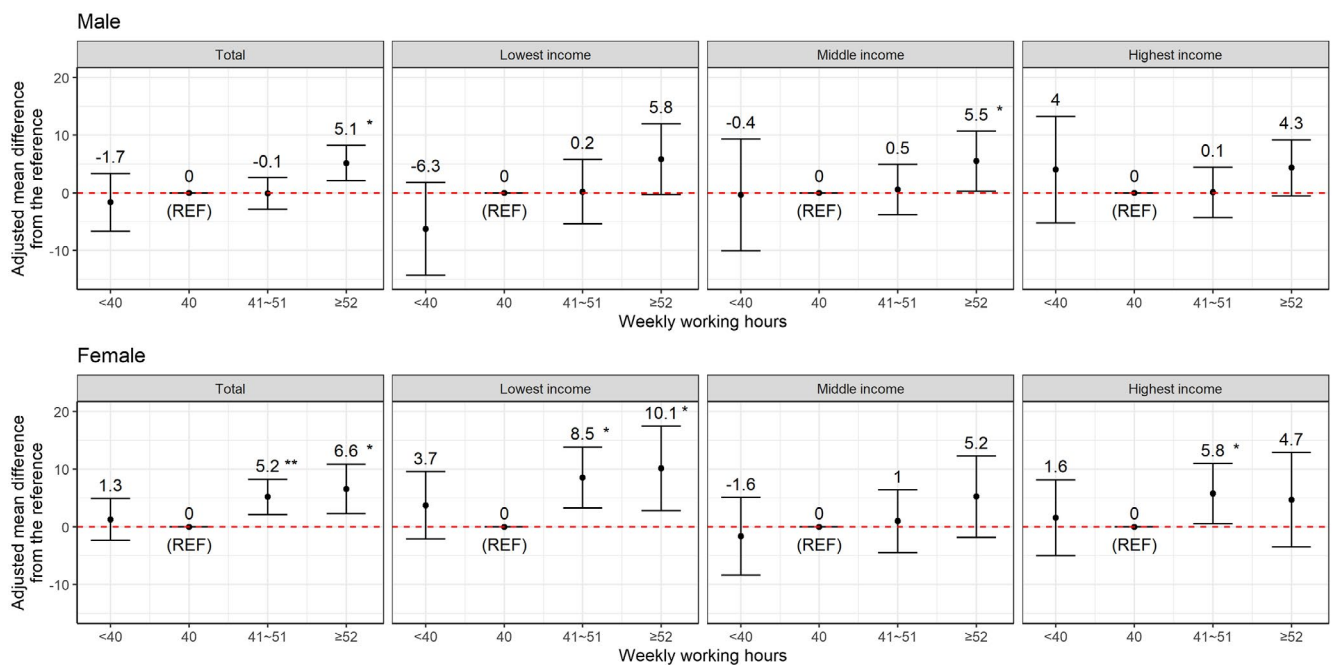 Male
Total Lowest income Middle income Highest income
Adjusted mean difference
from the reference
20
10
0
-10
-1.7 0 (REF) -0.1 5.1 *
-6.3 0 (REF) 0.2 5.8
-0.4 0 (REF) 0.5 5.5 *
4 0 (REF) 0.1 4.3
<40 40 41~51 ≥52 <40 40 41~51 ≥52 <40 40 41~51 ≥52 <40 40 41~51 ≥52
Weekly working hours
Female
Total Lowest income Middle income Highest income
Adjusted mean difference
from the reference
20
10
0
-10
1.3 0 (REF) 5.2 ** 6.6 *
3.7 0 (REF) 8.5 * 10.1 *
-1.6 0 (REF) 1 5.2
1.6 0 (REF) 5.8 * 4.7
<40 40 41~51 ≥52 <40 40 41~51 ≥52 <40 40 41~51 ≥52 <40 40 41~51 ≥52
Weekly working hours